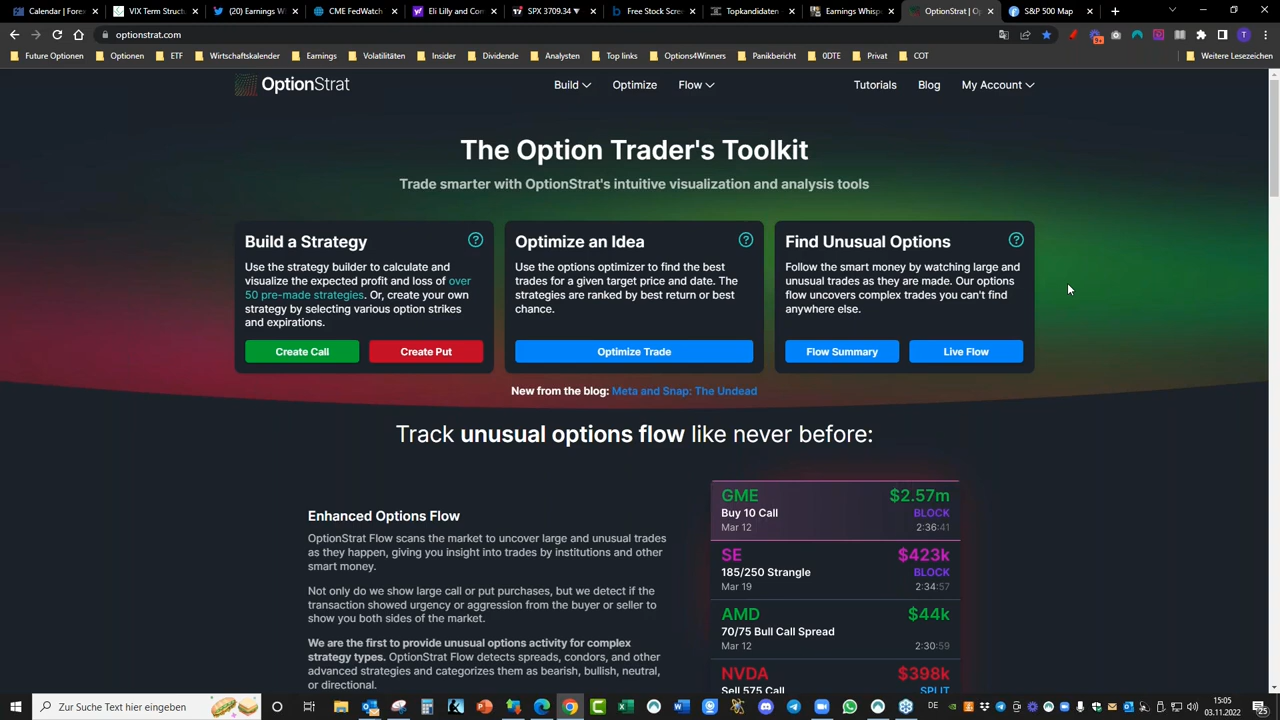 Calendar | Forex
VIX Term Struct
(20) Earnings W
CME FedWatch
Eli Lilly and Com
SPX 3709.34 ▼
Free Stock Scre
Topkandidaten
Earnings Whisp
OptionStrat | O
S&P 500 Map
optionstrat.com
Future Optionen
Optionen
ETF
Wirtschaftskalender
Earnings
Volatilitäten
Insider
Dividende
Analysten
Top links
Options4Winners
Panikbericht
0DTE
Privat
COT
Weitere Lesezeichen
OptionStrat
Build
Optimize
Flow
Tutorials
Blog
My Account
The Option Trader's Toolkit
Trade smarter with OptionStrat's intuitive visualization and analysis tools
Build a Strategy
Use the strategy builder to calculate and
visualize the expected profit and loss of over
50 pre-made strategies. Or, create your own
strategy by selecting various option strikes
and expirations.
Create Call
Create Put
Optimize an Idea
Use the options optimizer to find the best
trades for a given target price and date. The
strategies are ranked by best return or best
chance.
Optimize Trade
Find Unusual Options
Follow the smart money by watching large and
unusual trades as they are made. Our options
flow uncovers complex trades you can't find
anywhere else.
Flow Summary
Live Flow
New from the blog: Meta and Snap: The Undead
Track unusual options flow like never before:
Enhanced Options Flow
OptionStrat Flow scans the market to uncover large and unusual trades
as they happen, giving you insight into trades by institutions and other
smart money.
Not only do we show large call or put purchases, but we detect if the
transaction showed urgency or aggression from the buyer or seller to
show you both sides of the market.
We are the first to provide unusual options activity for complex
strategy types. OptionStrat Flow detects spreads, condors, and other
advanced strategies and categorizes them as bearish, bullish, neutral,
or directional.
GME $2.57m
Buy 10 Call BLOCK
Mar 12 2:36:41
SE $423k
185/250 Strangle BLOCK
Mar 19 2:34:57
AMD $44k
70/75 Bull Call Spread
Mar 12 2:30:59
NVDA $398k
Sell 575 Call SPLIT
Zur Suche Text hier eingeben
DE
15:05
03.11.2022